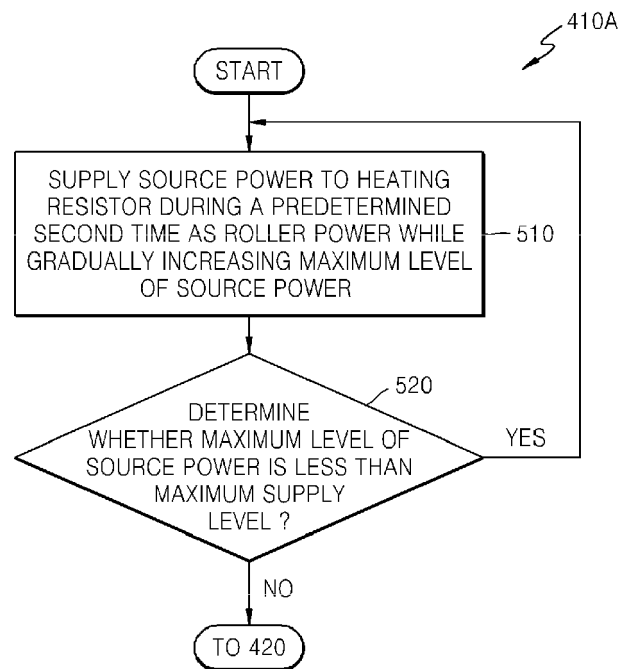 410A
START
SUPPLY SOURCE POWER TO HEATING
RESISTOR DURING A PREDETERMINED
SECOND TIME AS ROLLER POWER WHILE
GRADUALLY INCREASING MAXIMUM LEVEL
OF SOURCE POWER
510
520
DETERMINE
WHETHER MAXIMUM LEVEL OF
SOURCE POWER IS LESS THAN
MAXIMUM SUPPLY
LEVEL ?
YES
NO
TO 420